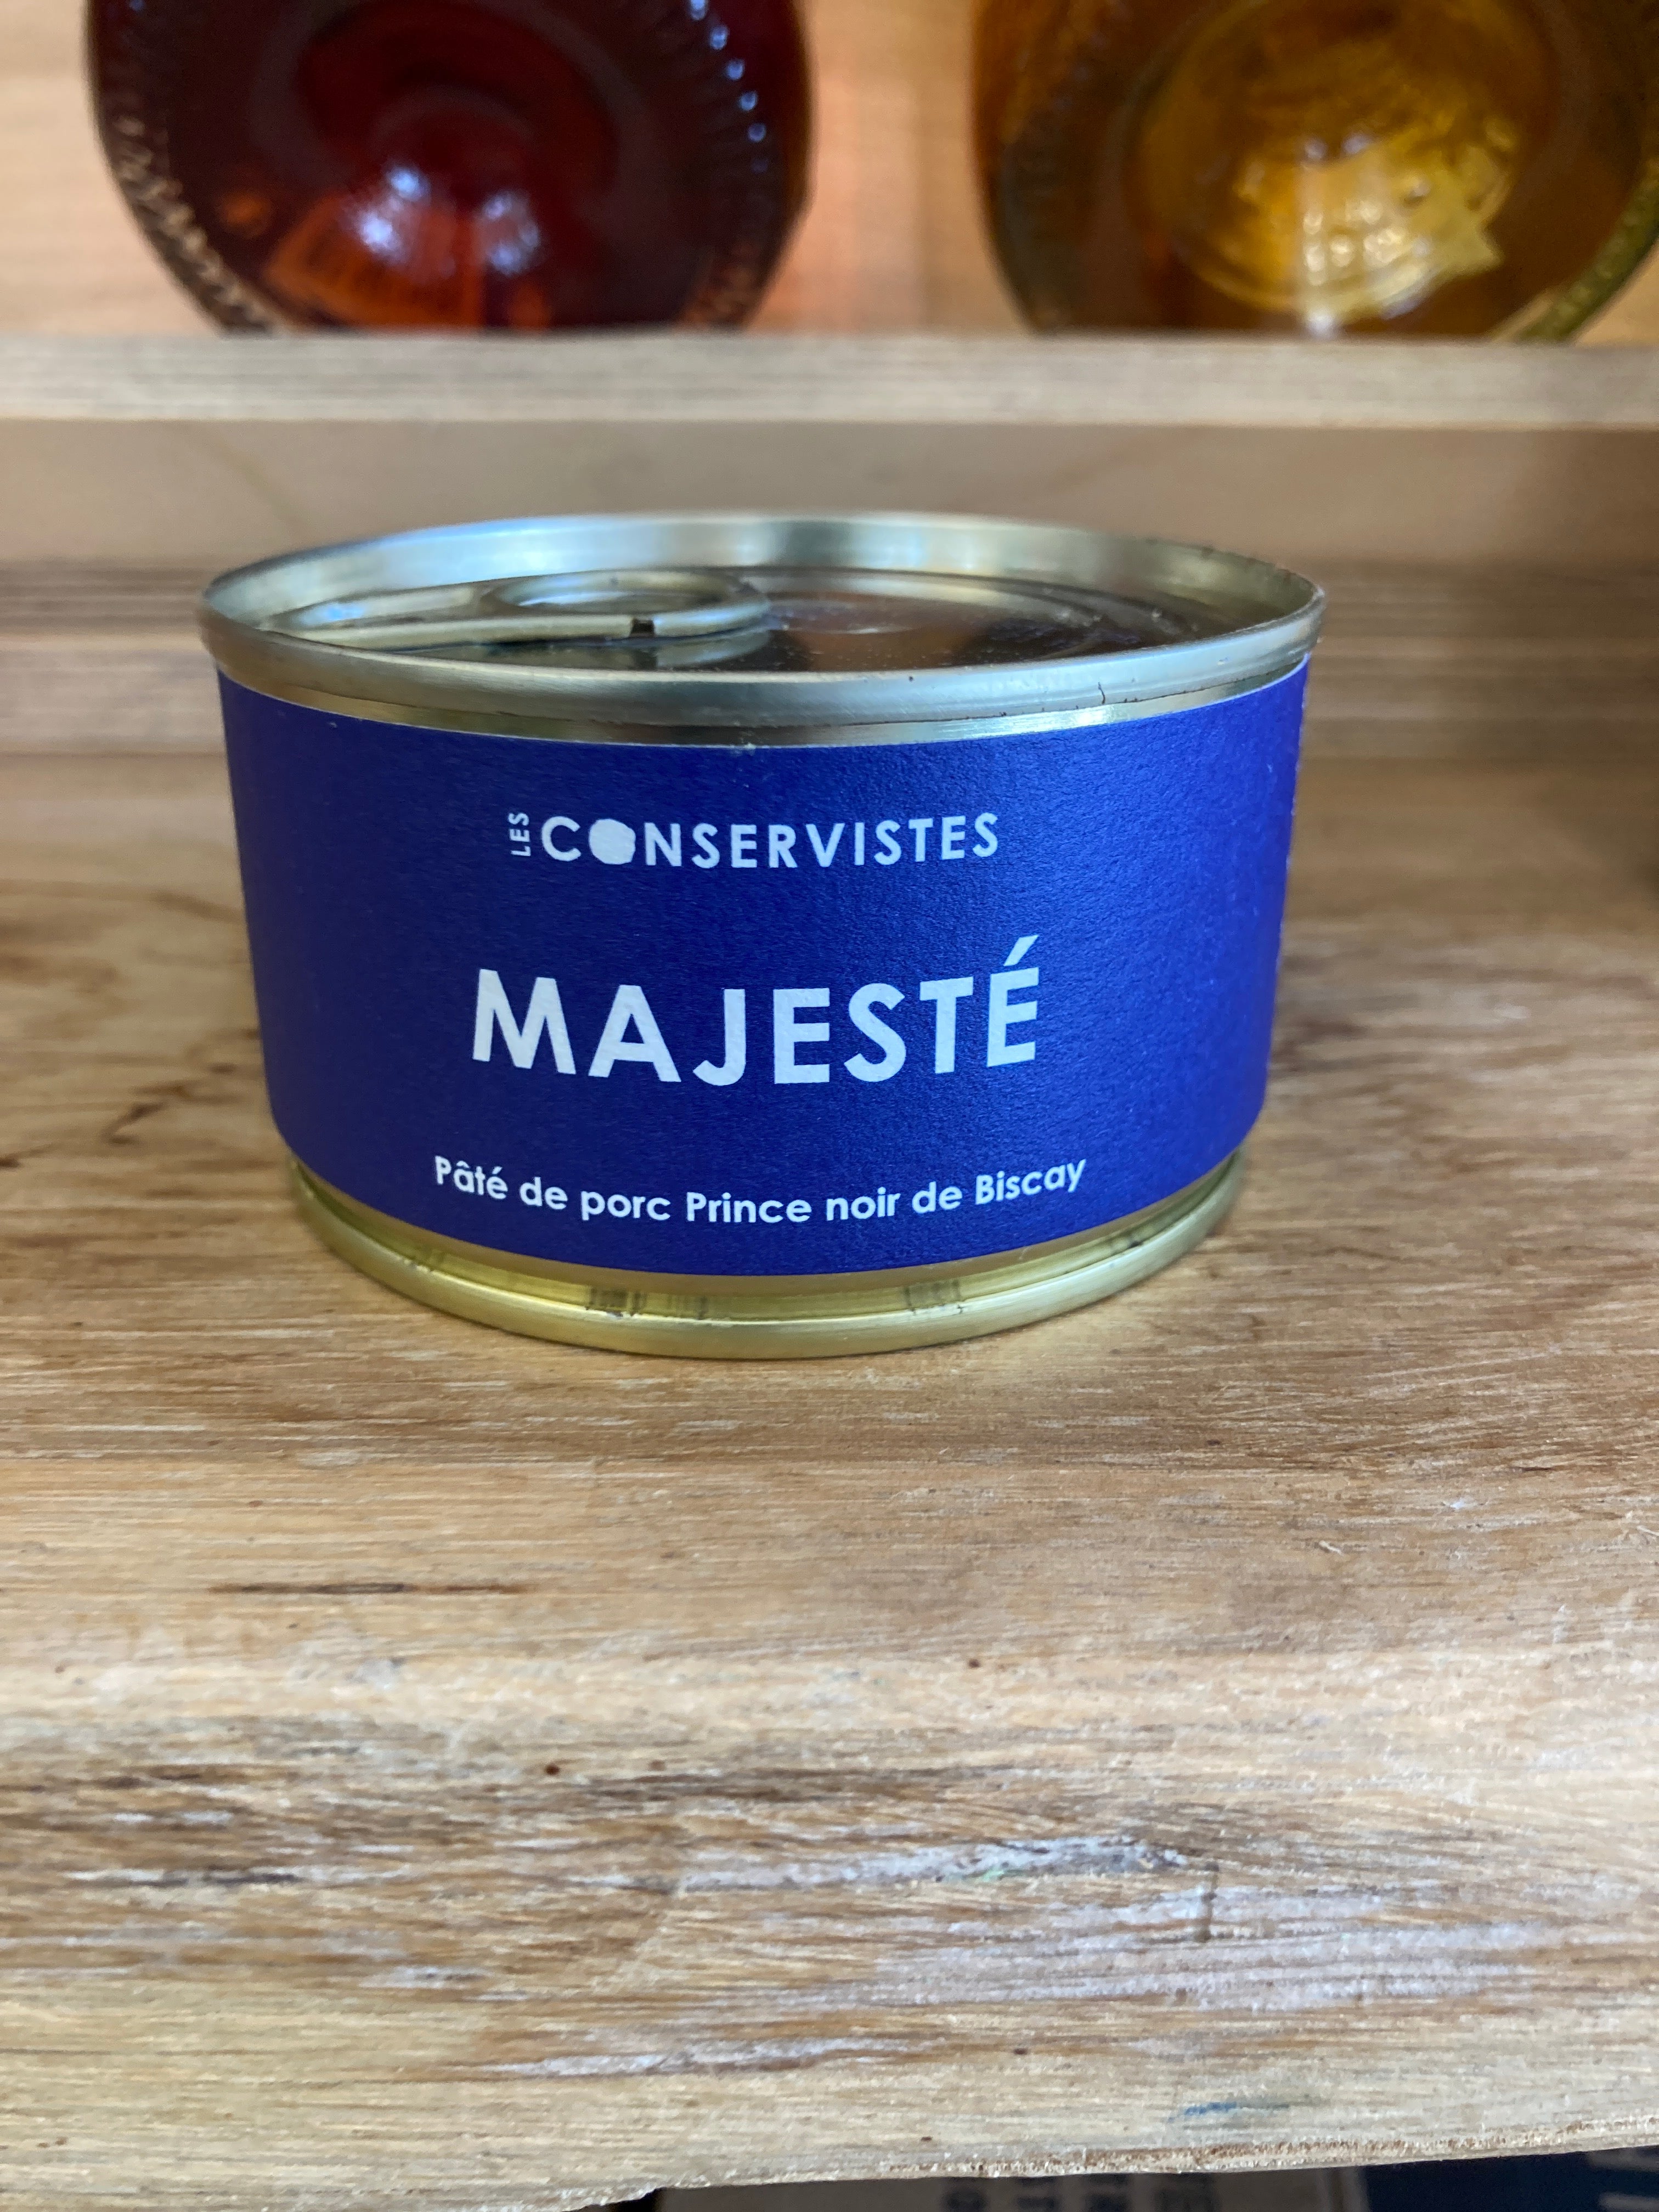 LES CONSERVISTES
MAJESTÉ
Pâté de porc Prince noir de Biscay